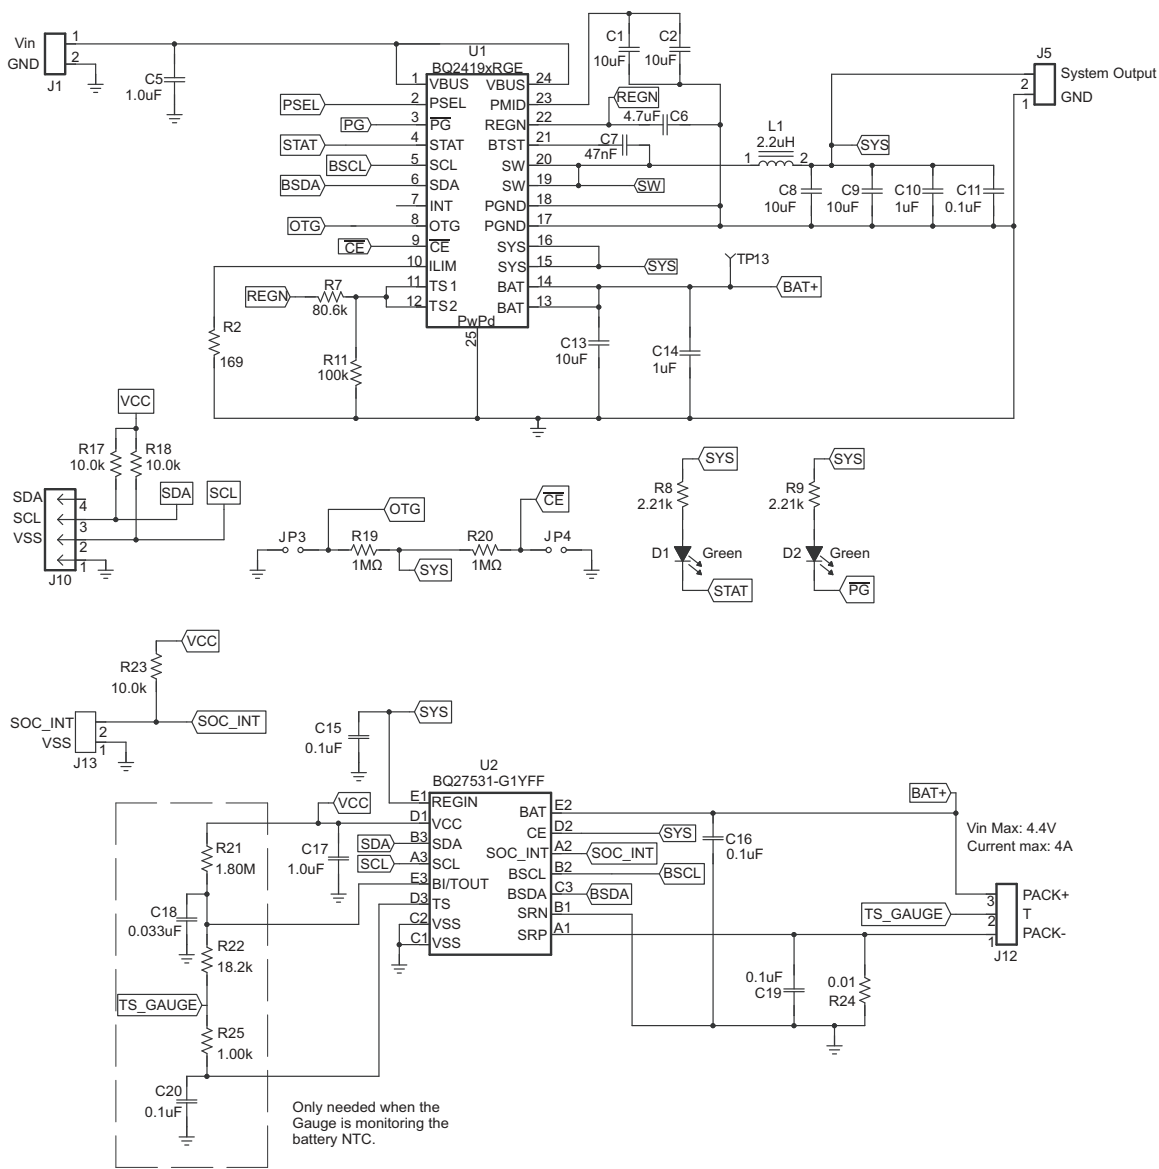 Vin
GND
1
2
J1
C5
1.0uF
U1
BQ2419xRGE
1 VBUS
2 PSEL
3 PG
4 STAT
5 SCL
6 SDA
7 INT
8 OTG
9 CE
10 ILIM
11 TS1
12 TS2
PwPd
25
VBUS 24
PMID 23
REGN 22
BTST 21
SW 20
SW 19
PGND 18
PGND 17
SYS 16
SYS 15
BAT 14
BAT 13
PSEL
PG
STAT
BSCL
BSDA
OTG
CE
REGN
R7
80.6k
R2
169
R11
100k
C1
10uF
C2
10uF
REGN
4.7uF C6
C7
47nF
SW
L1
2.2uH
1 2
SYS
J5
System Output
2
GND
1
C8
10uF
C9
10uF
C10
1uF
C11
0.1uF
SYS
TP13
BAT+
C13
10uF
C14
1uF
VCC
R17
10.0k
R18
10.0k
SDA
SCL
SDA
SCL
VSS
4
3
2
1
J10
JP3
OTG
R19
1MΩ
SYS
R20
1MΩ
CE
JP4
SYS
R8
2.21k
D1 Green
STAT
SYS
R9
2.21k
D2 Green
PG
VCC
R23
10.0k
SOC_INT
VSS
2
1
J13
SOC_INT
C15
0.1uF
SYS
U2
BQ27531-G1YFF
E1 REGIN
D1 VCC
B3 SDA
A3 SCL
E3 BI/TOUT
D3 TS
C2 VSS
C1 VSS
BAT E2
CE D2
SOC_INT A2
BSCL B2
BSDA C3
SRN B1
SRP A1
VCC
C17
1.0uF
SDA
SCL
SYS
SOC_INT
BSCL
BSDA
R21
1.80M
C18
0.033uF
R22
18.2k
TS_GAUGE
R25
1.00k
C20
0.1uF
Only needed when the
Gauge is monitoring the
battery NTC.
C16
0.1uF
BAT+
Vin Max: 4.4V
Current max: 4A
TS_GAUGE
PACK+
3
T
2
PACK-
1
J12
0.1uF
C19
0.01
R24